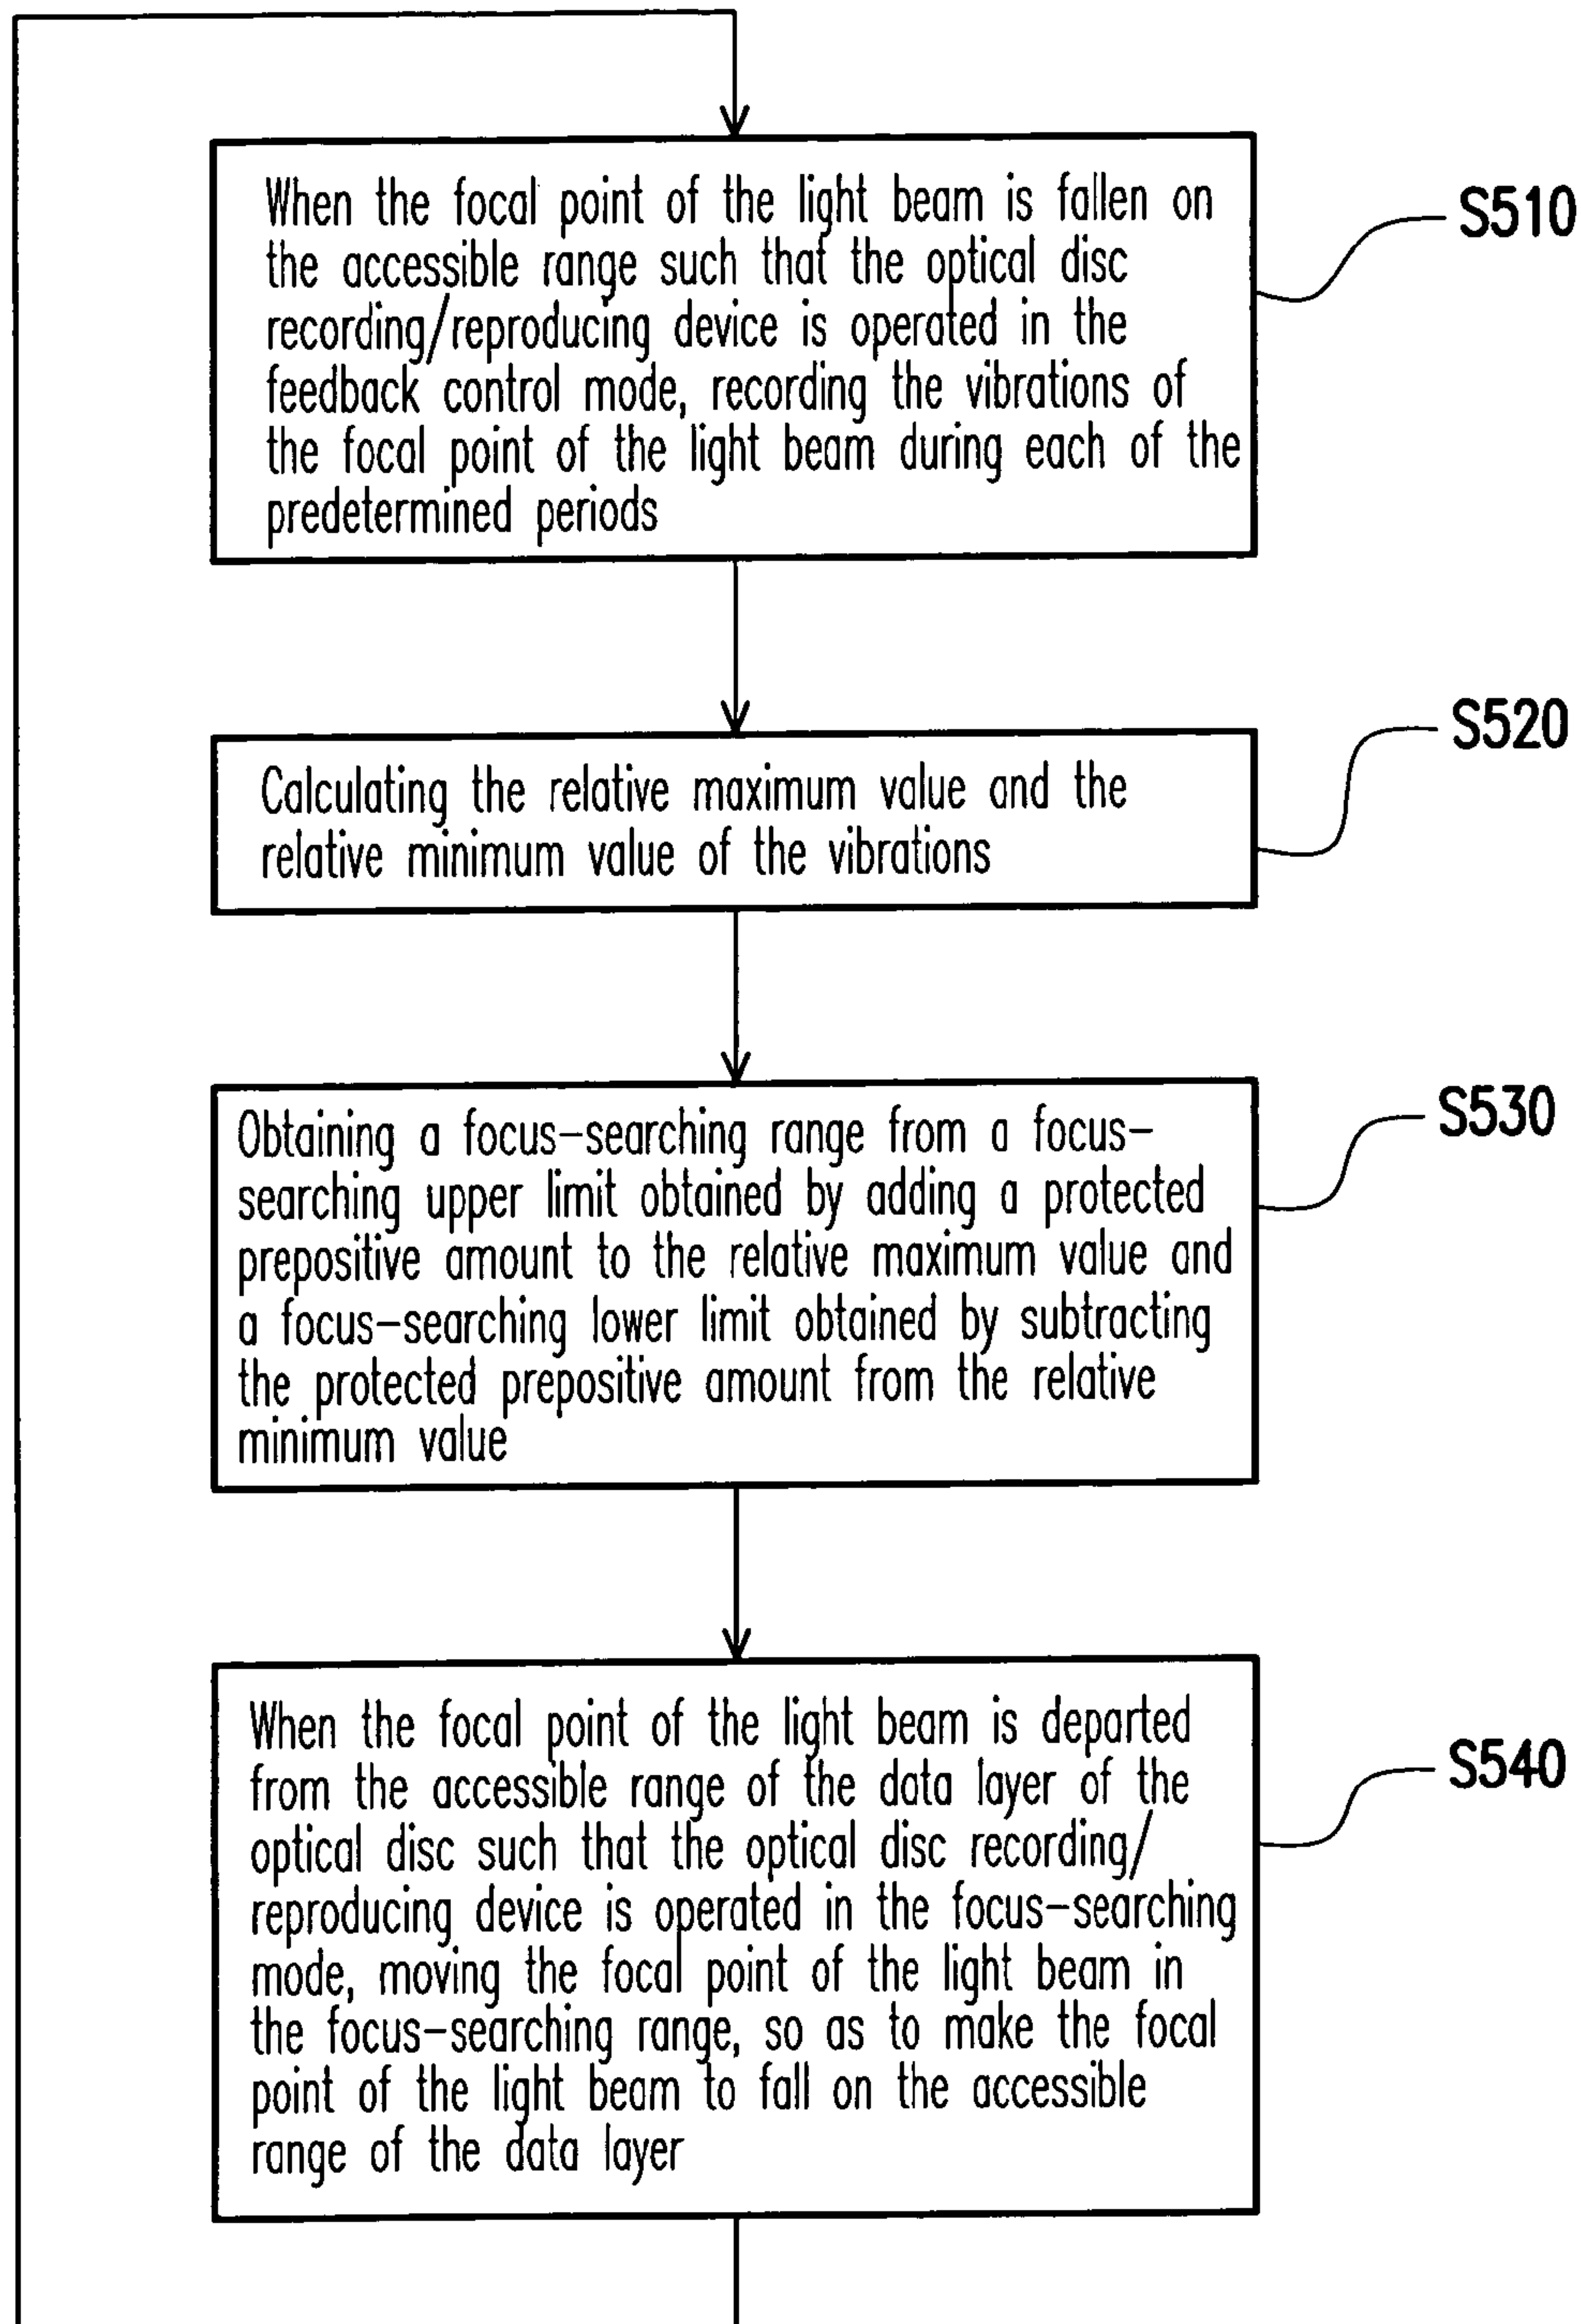 When the focal point of the light beam is fallen on
the accessible range such that the optical disc
recording/reproducing device is operated in the
feedback control mode, recording the vibrations of
the focal point of the light beam during each of the
predetermined periods
S510
Calculating the relative maximum value and the
relative minimum value of the vibrations
S520
Obtaining a focus-searching range from a focus-
searching upper limit obtained by adding a protected
prepositive amount to the relative maximum value and
a focus-searching lower limit obtained by subtracting
the protected prepositive amount from the relative
minimum value
S530
When the focal point of the light beam is departed
from the accessible range of the data layer of the
optical disc such that the optical disc recording/
reproducing device is operated in the focus-searching
mode, moving the focal point of the light beam in
the focus-searching range, so as to make the focal
point of the light beam to fall on the accessible
range of the data layer
S540